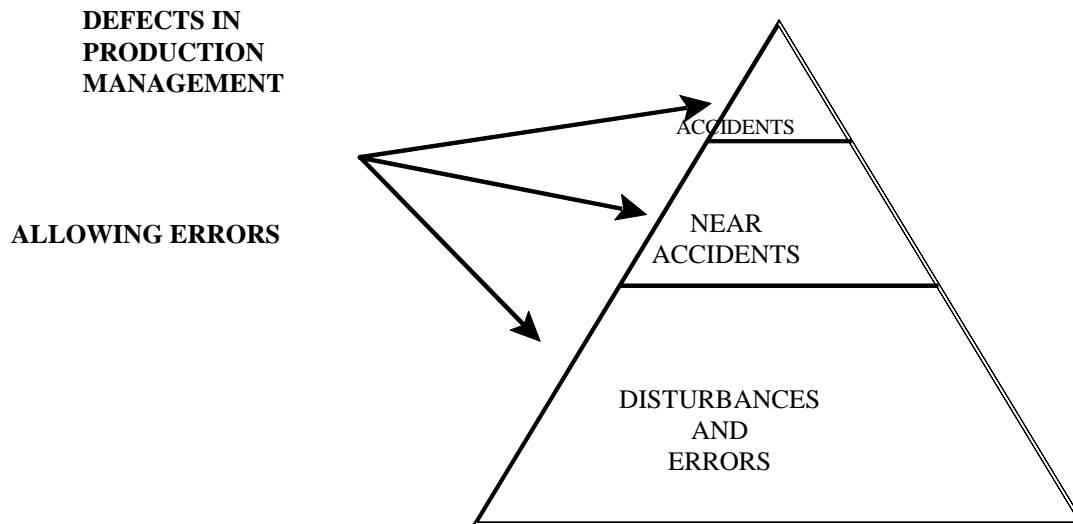 DEFECTS IN
PRODUCTION
MANAGEMENT
ACCIDENTS
ALLOWING ERRORS
NEAR
ACCIDENTS
DISTURBANCES
AND
ERRORS